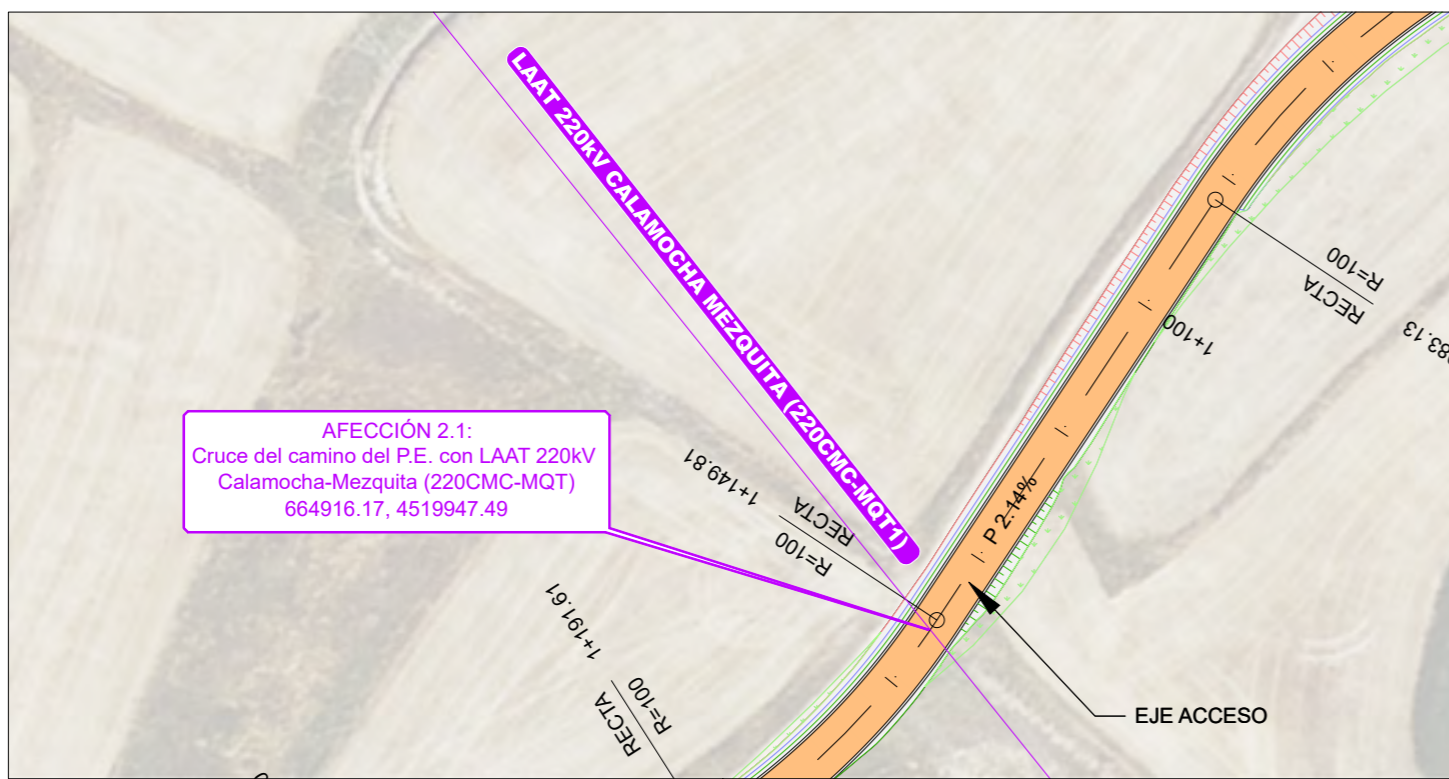 LAAT 220kV CALAMOCHA MEZQUITA (220CMC-MQT1)
R=100
RECTA
1+100
AFECCIÓN 2.1:
Cruce del camino del P.E. con LAAT 220kV
Calamocha-Mezquita (220CMC-MQT)
664916.17, 4519947.49
1+149.81
RECTA
R=100
P 2.14%
1+191.61
RECTA
R=100
EJE ACCESO